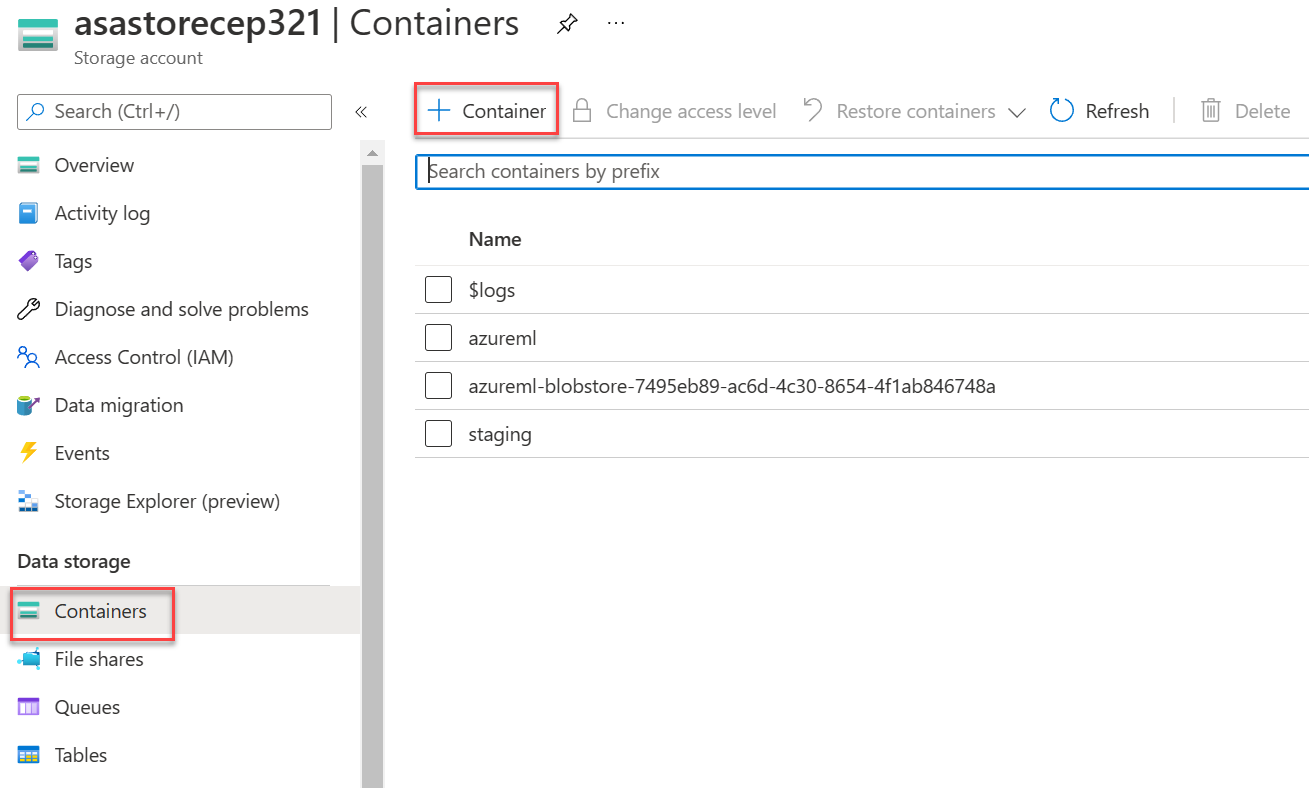 asastorecep321 | Containers ...
Storage account
Search (Ctrl+/) «
Overview
Activity log
Tags
Diagnose and solve problems
Access Control (IAM)
Data migration
Events
Storage Explorer (preview)
Data storage
Containers
File shares
Queues
Tables
+ Container Change access level Restore containers Refresh Delete
Search containers by prefix
Name
$logs
azureml
azureml-blobstore-7495eb89-ac6d-4c30-8654-4f1ab846748a
staging